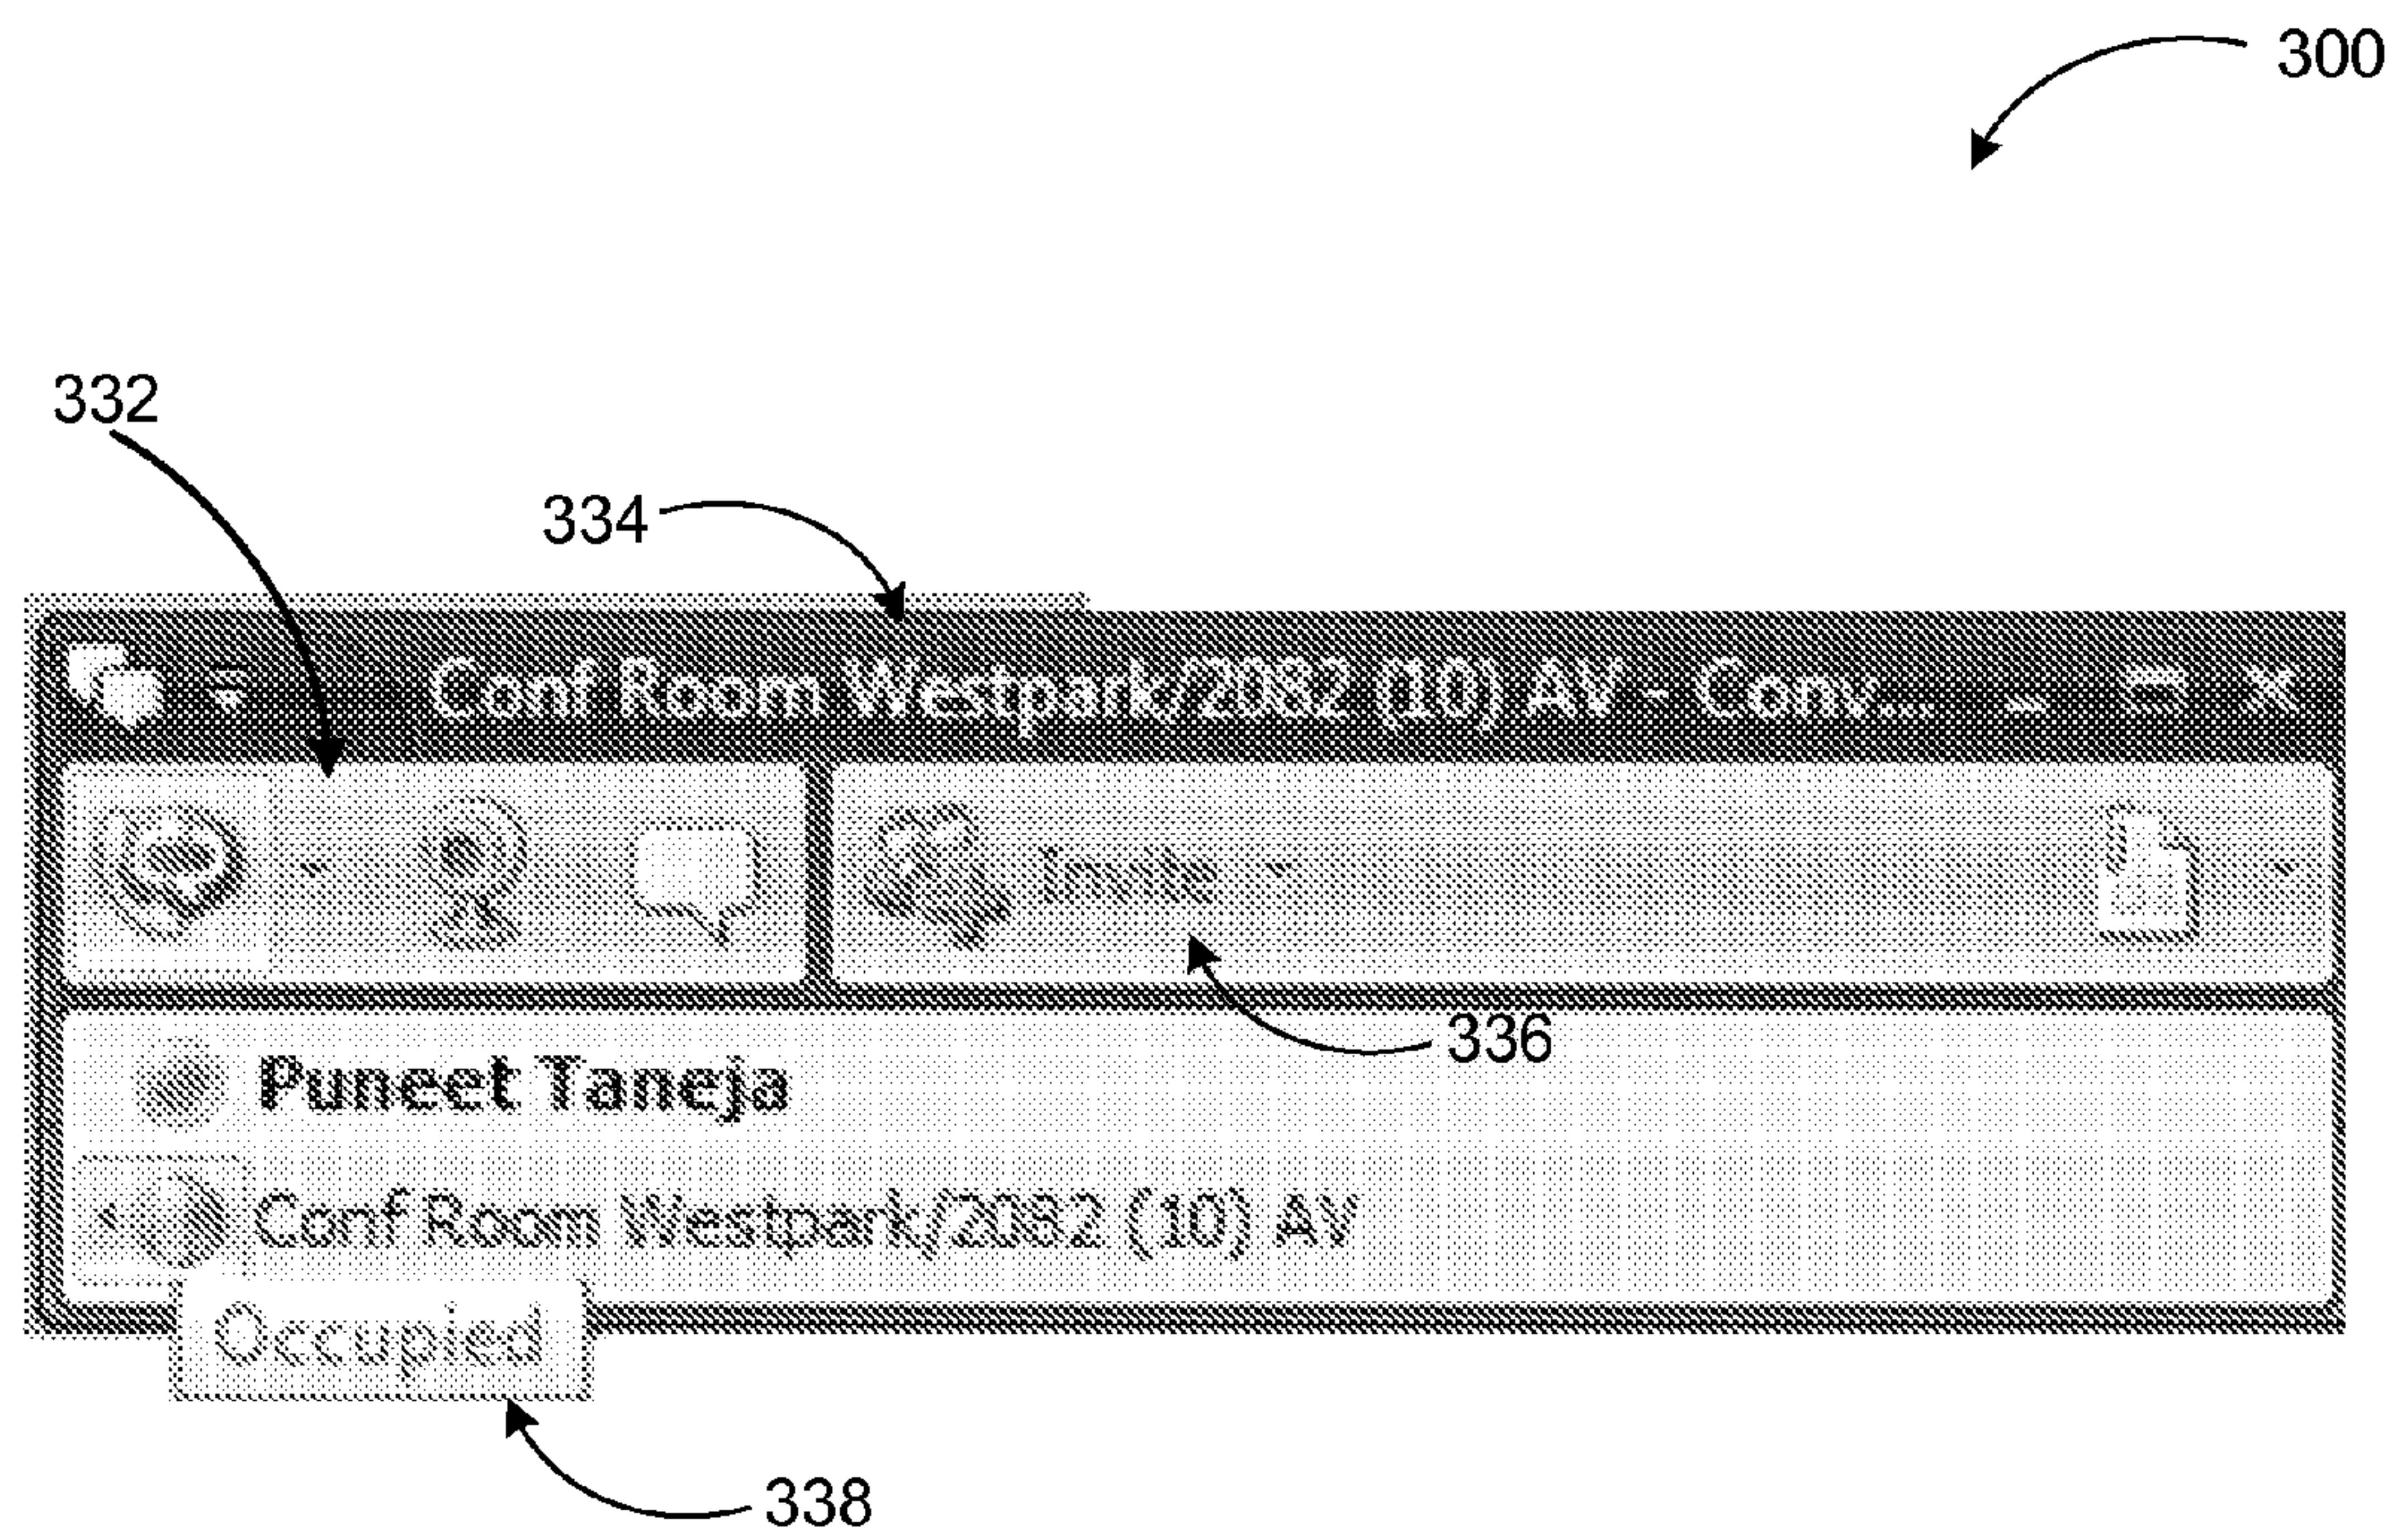 300
332
334
Conf Room Westpark/2082 (10) AV - Conv...
Invite
336
Puneet Taneja
Conf Room Westpark/2082 (10) AV
Occupied
338